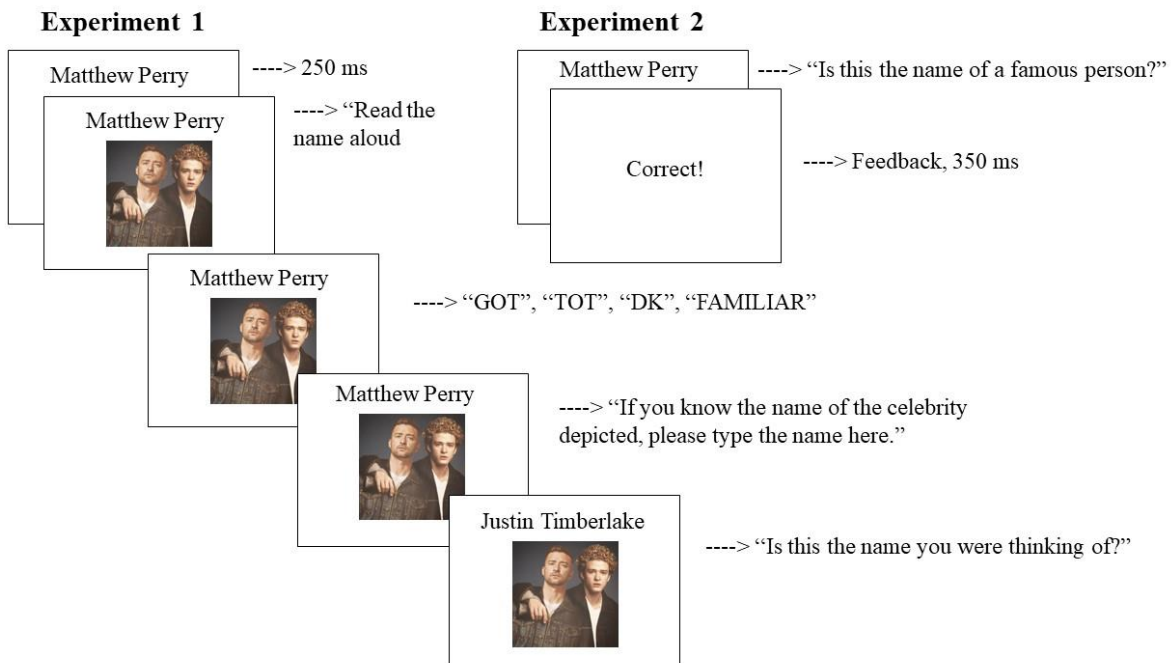 Experiment 1
Matthew Perry
----> 250 ms
Matthew Perry
----> “Read the
name aloud
Matthew Perry
----> “GOT”, “TOT”, “DK”, “FAMILIAR”
Matthew Perry
----> “If you know the name of the celebrity
depicted, please type the name here.”
Justin Timberlake
----> “Is this the name you were thinking of?”
Experiment 2
Matthew Perry
----> “Is this the name of a famous person?”
Correct!
----> Feedback, 350 ms